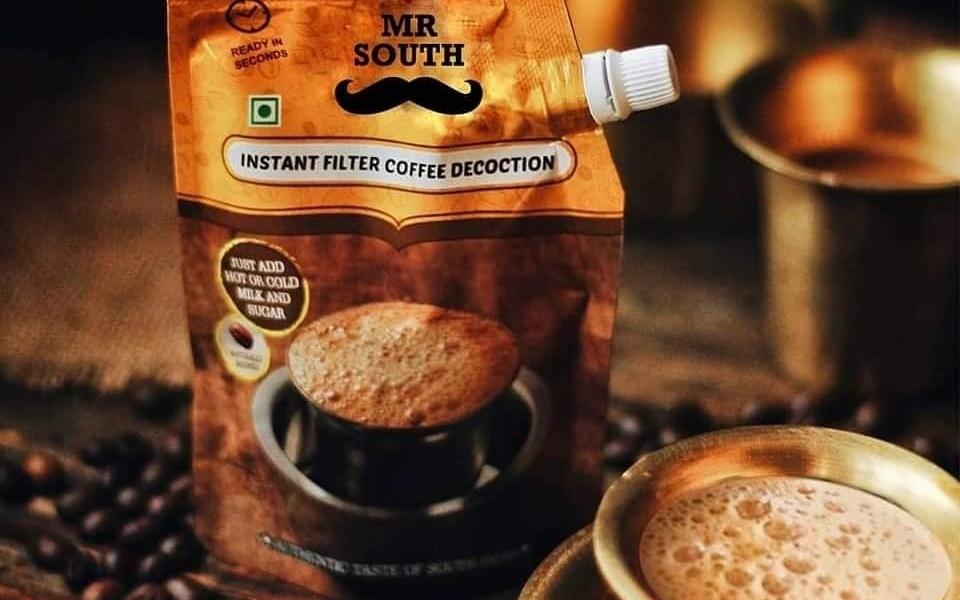 READY IN
SECONDS
MR
SOUTH
INSTANT FILTER COFFEE DECOCTION
JUST ADD
HOT OR COLD
MILK AND
SUGAR
AUTHENTIC TASTE OF SOUTH